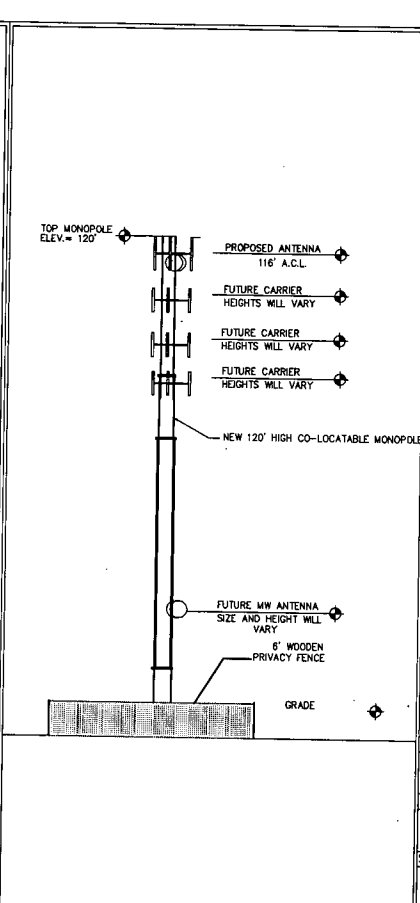 TOP MONOPOLE
ELEV.= 120'
PROPOSED ANTENNA
116' A.C.L.
FUTURE CARRIER
HEIGHTS WILL VARY
FUTURE CARRIER
HEIGHTS WILL VARY
FUTURE CARRIER
HEIGHTS WILL VARY
NEW 120' HIGH CO-LOCATABLE MONOPOLE
FUTURE MW ANTENNA
SIZE AND HEIGHT WILL
VARY
6' WOODEN
PRIVACY FENCE
GRADE